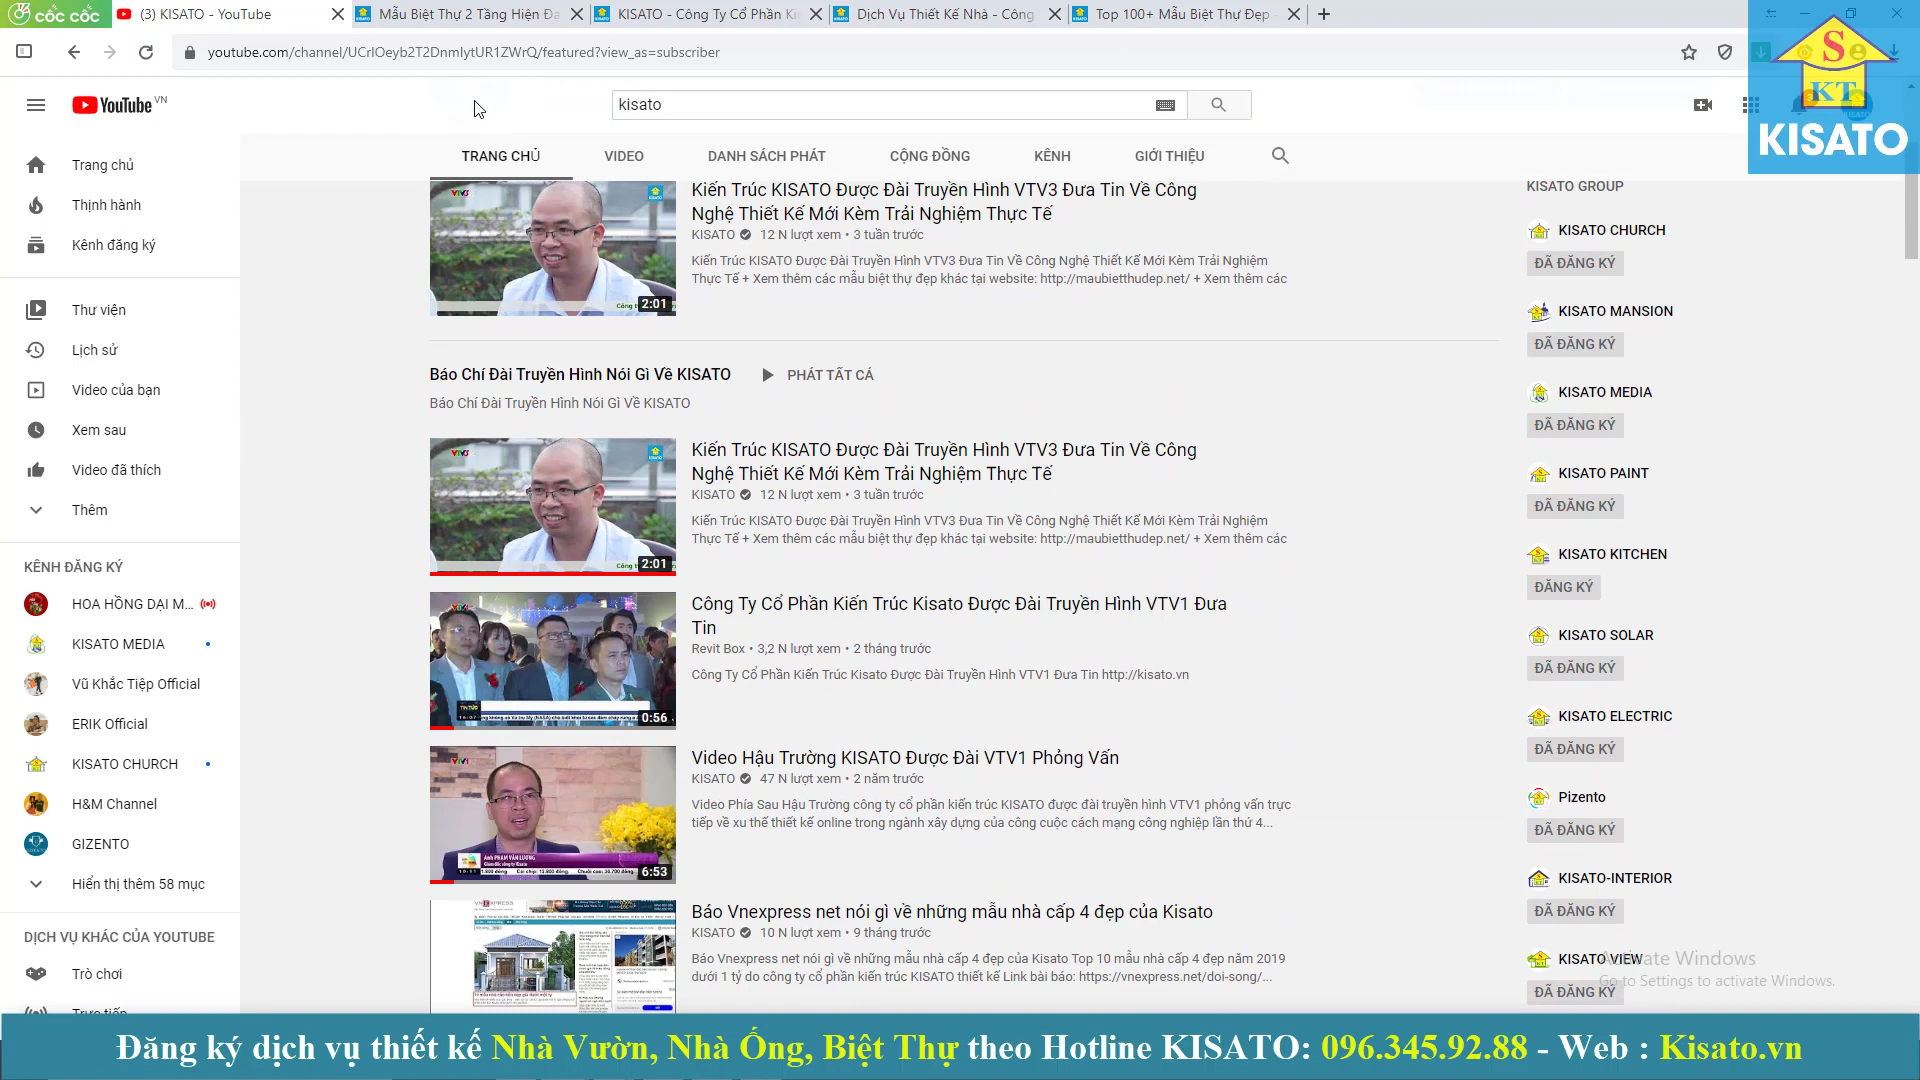 cốc cốc
(3) KISATO - YouTube
Mẫu Biệt Thự 2 Tầng Hiện Đạ
KISATO - Công Ty Cổ Phần Ki
Dịch Vụ Thiết Kế Nhà - Công
Top 100+ Mẫu Biệt Thự Đẹp -
youtube.com/channel/UCrIOeyb2T2DnmlytUR1ZWrQ/featured?view_as=subscriber
YouTube VN
kisato
S
KT
KISATO
TRANG CHỦ
VIDEO
DANH SÁCH PHÁT
CỘNG ĐỒNG
KÊNH
GIỚI THIỆU
Trang chủ
Thịnh hành
Kênh đăng ký
Thư viện
Lịch sử
Video của bạn
Xem sau
Video đã thích
Thêm
KÊNH ĐĂNG KÝ
HOA HỒNG DẠI M...
KISATO MEDIA
Vũ Khắc Tiệp Official
ERIK Official
KISATO CHURCH
H&M Channel
GIZENTO
Hiển thị thêm 58 mục
DỊCH VỤ KHÁC CỦA YOUTUBE
Trò chơi
Trực tiếp
VTV3
2:01
Kiến Trúc KISATO Được Đài Truyền Hình VTV3 Đưa Tin Về Công
Nghệ Thiết Kế Mới Kèm Trải Nghiệm Thực Tế
KISATO 12 N lượt xem • 3 tuần trước
Kiến Trúc KISATO Được Đài Truyền Hình VTV3 Đưa Tin Về Công Nghệ Thiết Kế Mới Kèm Trải Nghiệm
Thực Tế + Xem thêm các mẫu biệt thự đẹp khác tại website: http://maubietthudep.net/ + Xem thêm các
Báo Chí Đài Truyền Hình Nói Gì Về KISATO
PHÁT TẤT CẢ
Báo Chí Đài Truyền Hình Nói Gì Về KISATO
VTV3
2:01
Kiến Trúc KISATO Được Đài Truyền Hình VTV3 Đưa Tin Về Công
Nghệ Thiết Kế Mới Kèm Trải Nghiệm Thực Tế
KISATO 12 N lượt xem • 3 tuần trước
Kiến Trúc KISATO Được Đài Truyền Hình VTV3 Đưa Tin Về Công Nghệ Thiết Kế Mới Kèm Trải Nghiệm
Thực Tế + Xem thêm các mẫu biệt thự đẹp khác tại website: http://maubietthudep.net/ + Xem thêm các
VTV1
0:56
Công Ty Cổ Phần Kiến Trúc Kisato Được Đài Truyền Hình VTV1 Đưa
Tin
Revit Box • 3,2 N lượt xem • 2 tháng trước
Công Ty Cổ Phần Kiến Trúc Kisato Được Đài Truyền Hình VTV1 Đưa Tin http://kisato.vn
VTV1
Anh PHẠM VĂN LƯƠNG
Giám đốc công ty Kisato
6:53
Video Hậu Trường KISATO Được Đài VTV1 Phỏng Vấn
KISATO 47 N lượt xem • 2 năm trước
Video Phía Sau Hậu Trường công ty cổ phần kiến trúc KISATO được đài truyền hình VTV1 phỏng vấn trực
tiếp về xu thế thiết kế online trong ngành xây dựng của công cuộc cách mạng công nghiệp lần thứ 4...
VNEXPRESS
Báo Vnexpress net nói gì về những mẫu nhà cấp 4 đẹp của Kisato
KISATO 10 N lượt xem • 9 tháng trước
Báo Vnexpress net nói gì về những mẫu nhà cấp 4 đẹp của Kisato Top 10 mẫu nhà cấp 4 đẹp năm 2019
dưới 1 tỷ do công ty cổ phần kiến trúc KISATO thiết kế Link bài báo: https://vnexpress.net/doi-song/...
KISATO GROUP
KISATO CHURCH
ĐÃ ĐĂNG KÝ
KISATO MANSION
ĐÃ ĐĂNG KÝ
KISATO MEDIA
ĐÃ ĐĂNG KÝ
KISATO PAINT
ĐÃ ĐĂNG KÝ
KISATO KITCHEN
ĐĂNG KÝ
KISATO SOLAR
ĐÃ ĐĂNG KÝ
KISATO ELECTRIC
ĐÃ ĐĂNG KÝ
Pizento
ĐÃ ĐĂNG KÝ
KISATO-INTERIOR
ĐÃ ĐĂNG KÝ
KISATO VIEW
ĐÃ ĐĂNG KÝ
Activate Windows
Go to Settings to activate Windows.
Đăng ký dịch vụ thiết kế Nhà Vườn, Nhà Ống, Biệt Thự theo Hotline KISATO: 096.345.92.88 - Web : Kisato.vn